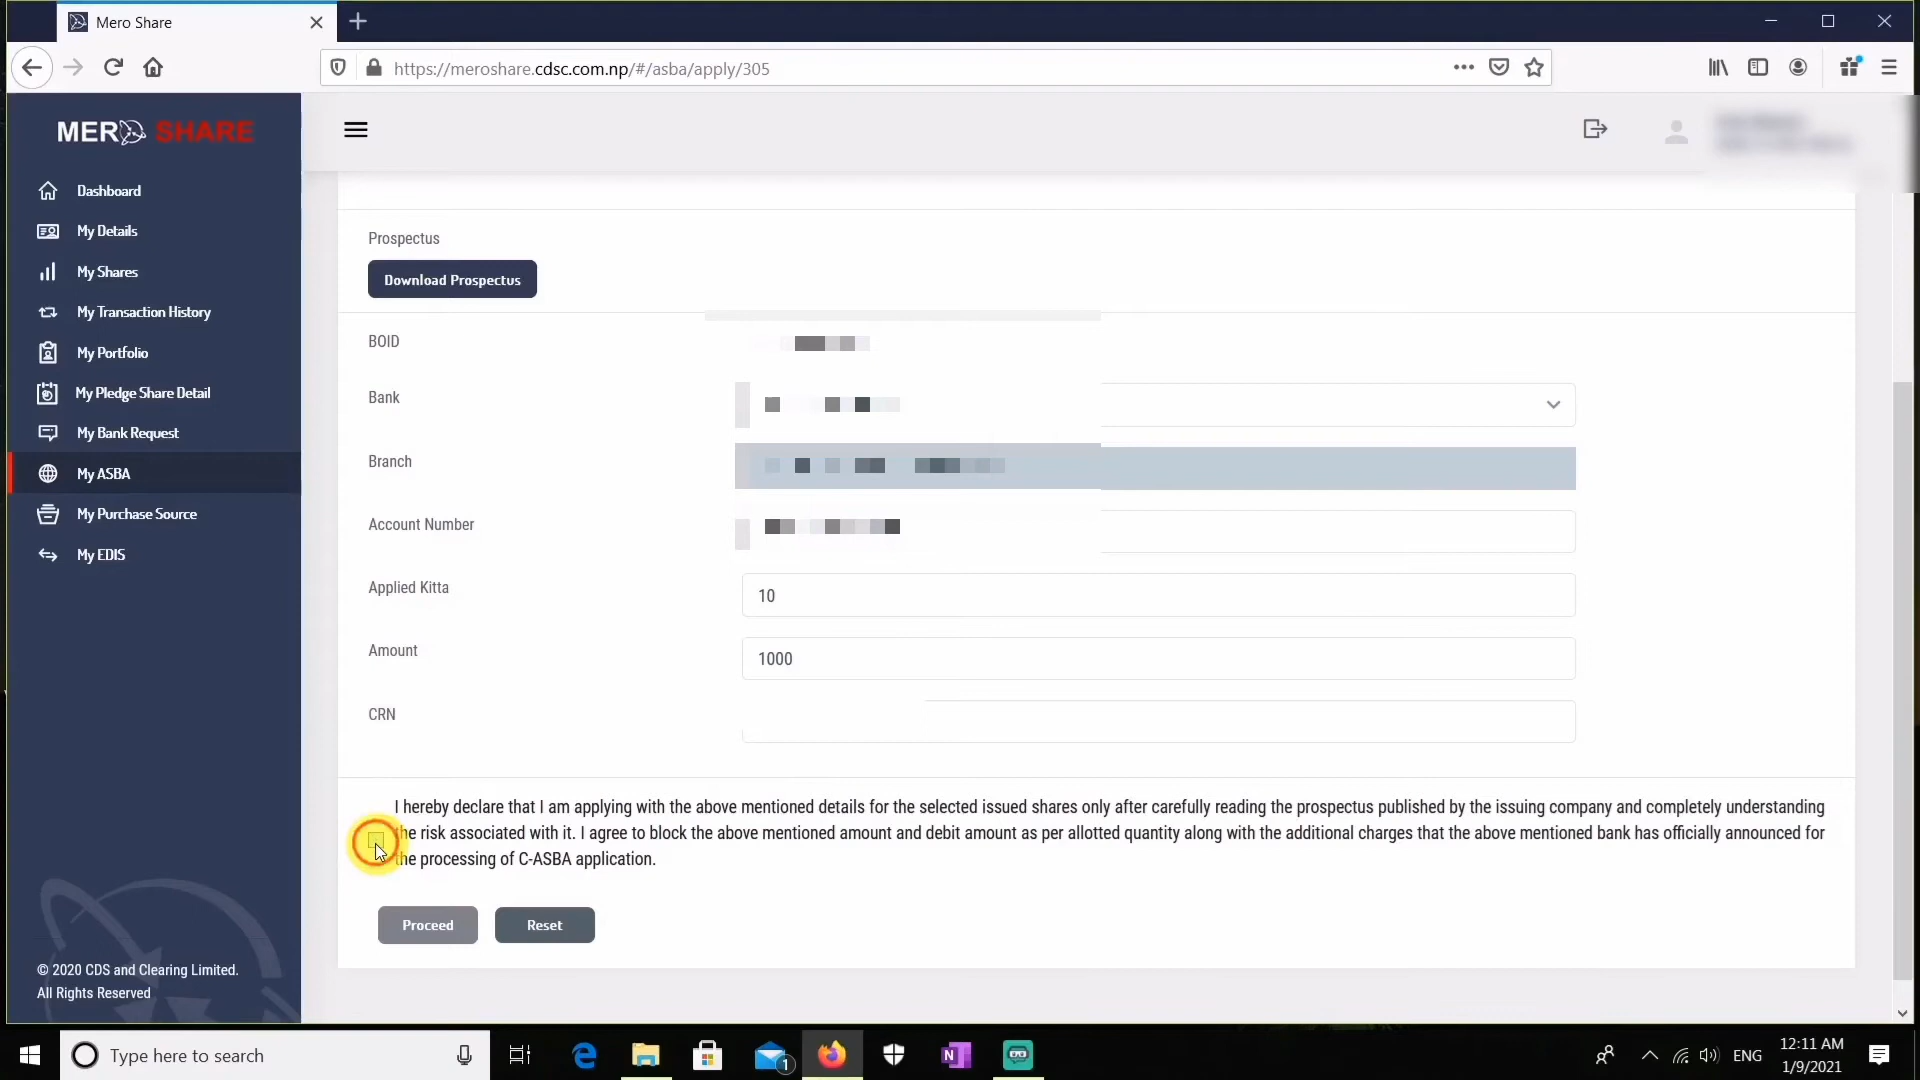 Mero Share
https://meroshare.cdsc.com.np/#/asba/apply/305
MERO SHARE
Dashboard
My Details
My Shares
My Transaction History
My Portfolio
My Pledge Share Detail
My Bank Request
My ASBA
My Purchase Source
My EDIS
© 2020 CDS and Clearing Limited.
All Rights Reserved
Prospectus
Download Prospectus
BOID
Bank
Branch
Account Number
Applied Kitta
10
Amount
1000
CRN
I hereby declare that I am applying with the above mentioned details for the selected issued shares only after carefully reading the prospectus published by the issuing company and completely understanding
the risk associated with it. I agree to block the above mentioned amount and debit amount as per allotted quantity along with the additional charges that the above mentioned bank has officially announced for
the processing of C-ASBA application.
Proceed
Reset
Type here to search
1
N
ENG
12:11 AM
1/9/2021